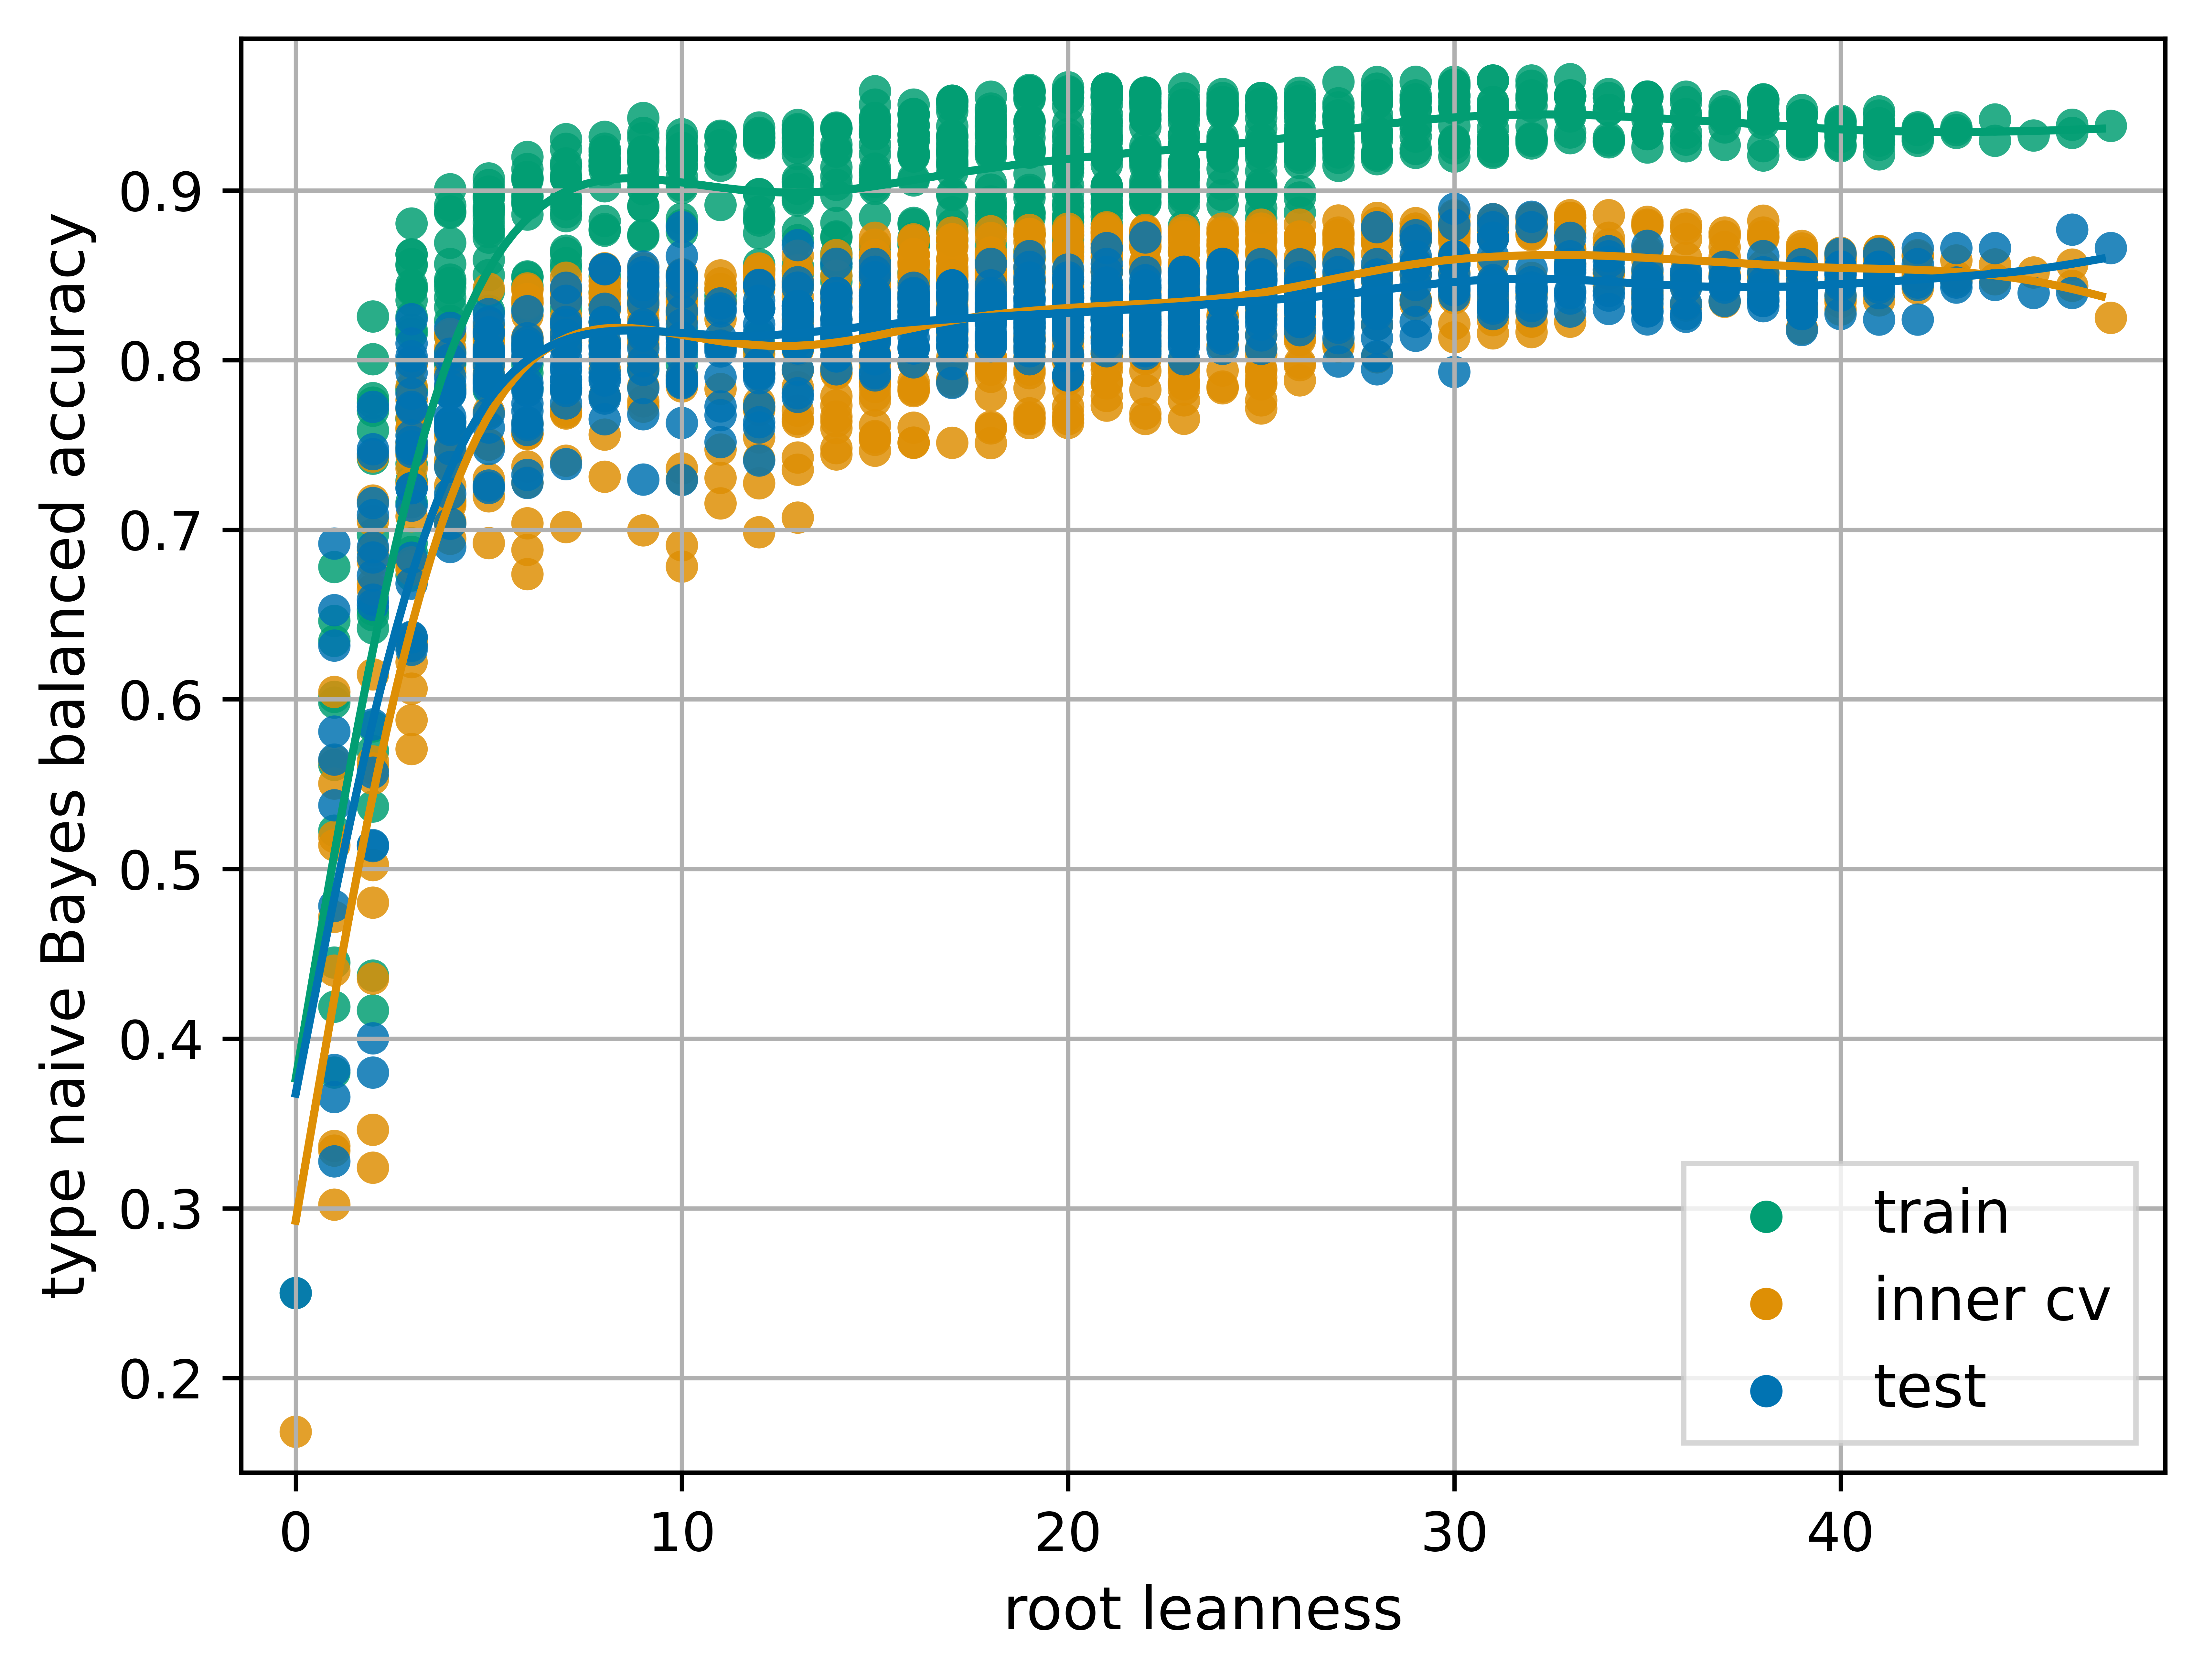 type naive Bayes balanced accuracy
0.9
0.8
0.7
0.6
0.5
0.4
0.3
0.2
0 10 20 30 40
root leanness
train
inner cv
test